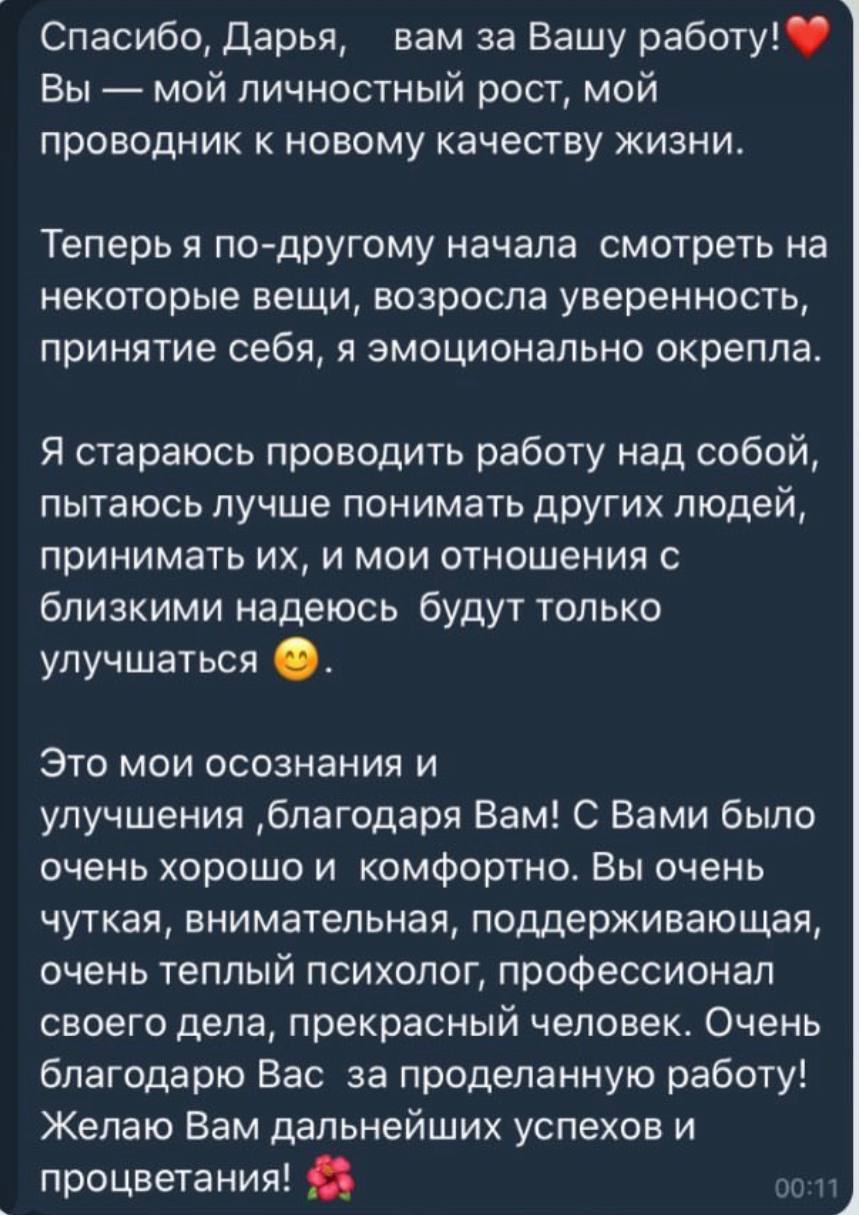 Спасибо, Дарья,    вам за Вашу работу!❤️
Вы — мой личностный рост, мой
проводник к новому качеству жизни.

Теперь я по-другому начала  смотреть на
некоторые вещи, возросла уверенность,
принятие себя, я эмоционально окрепла.

Я стараюсь проводить работу над собой,
пытаюсь лучше понимать других людей,
принимать их, и мои отношения с
близкими надеюсь  будут только
улучшаться 😊.

Это мои осознания и
улучшения ,благодаря Вам! С Вами было
очень хорошо и  комфортно. Вы очень
чуткая, внимательная, поддерживающая,
очень теплый психолог, профессионал
своего дела, прекрасный человек. Очень
благодарю Вас  за проделанную работу!
Желаю Вам дальнейших успехов и
процветания! 🌺
00:11